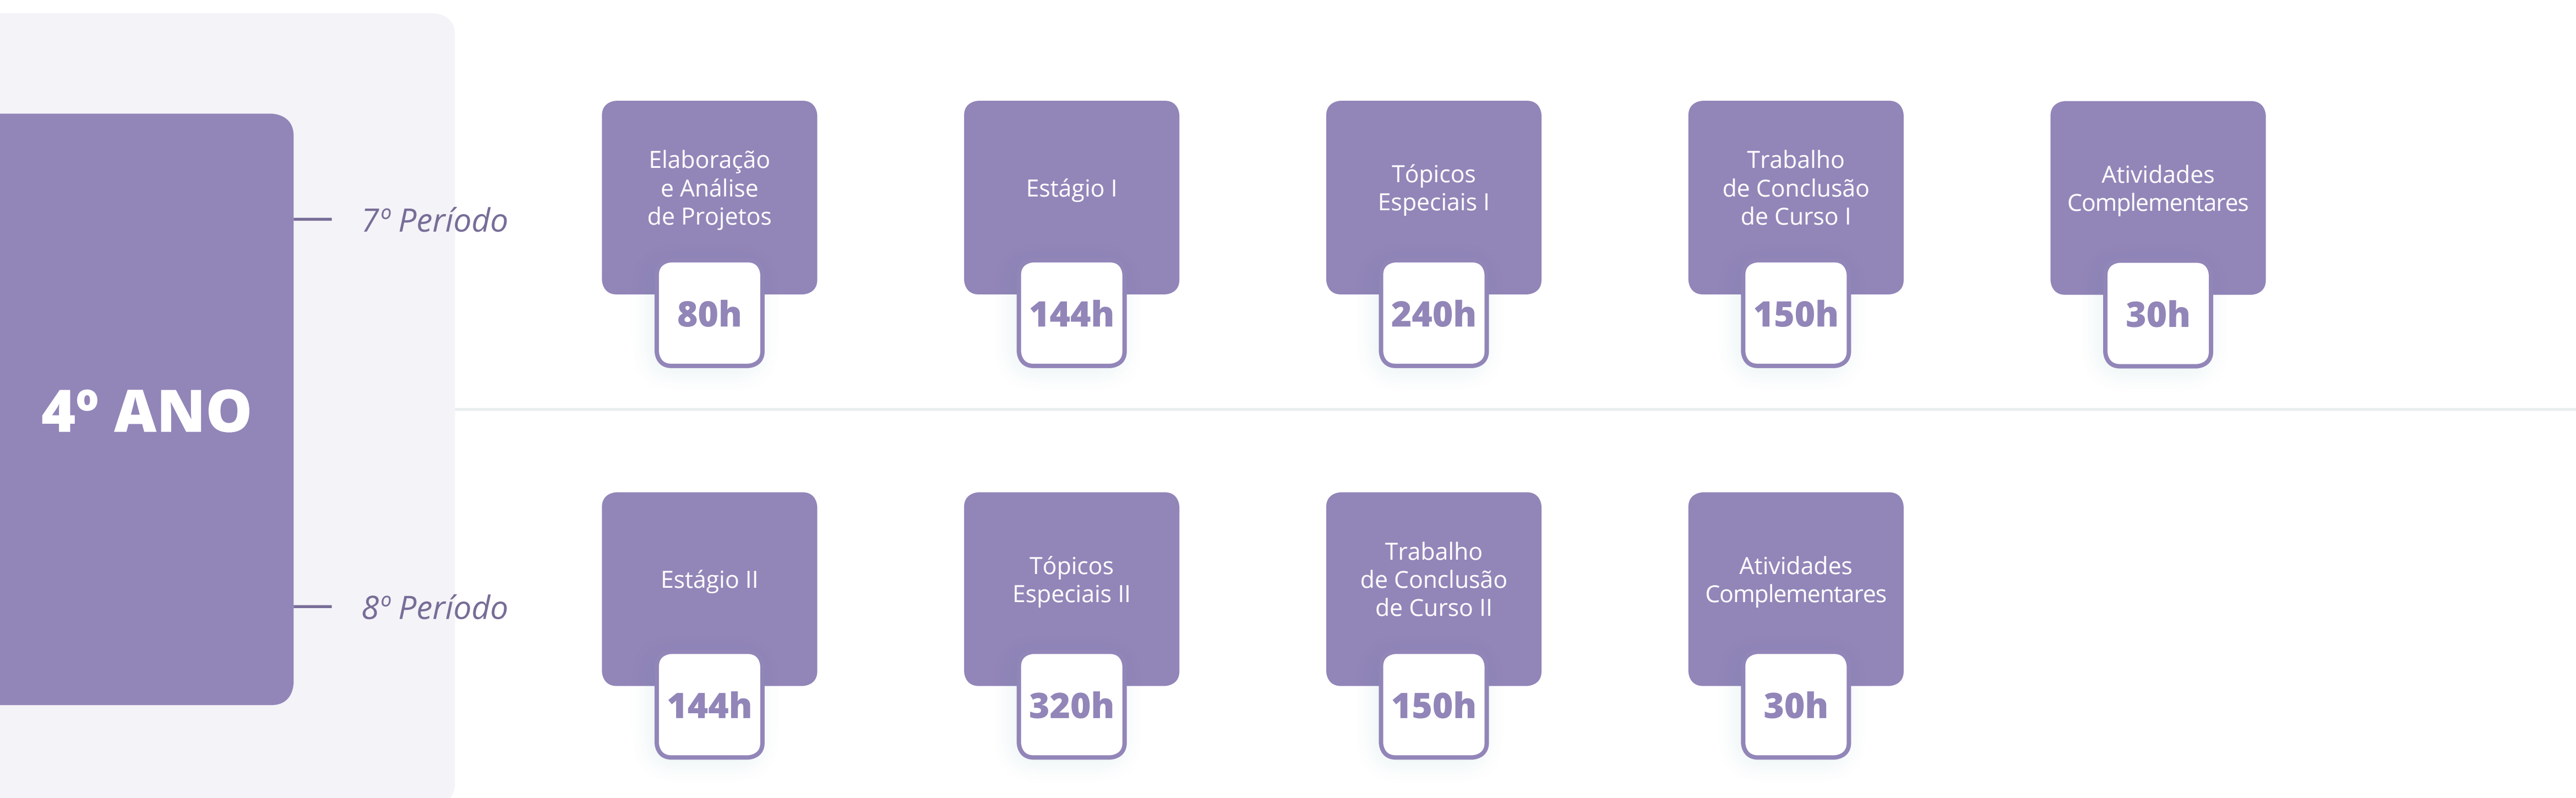 4º ANO
7º Período
Elaboração
e Análise
de Projetos
80h
Estágio I
144h
Tópicos
Especiais I
240h
Trabalho
de Conclusão
de Curso I
150h
Atividades
Complementares
30h
8º Período
Estágio II
144h
Tópicos
Especiais II
320h
Trabalho
de Conclusão
de Curso II
150h
Atividades
Complementares
30h